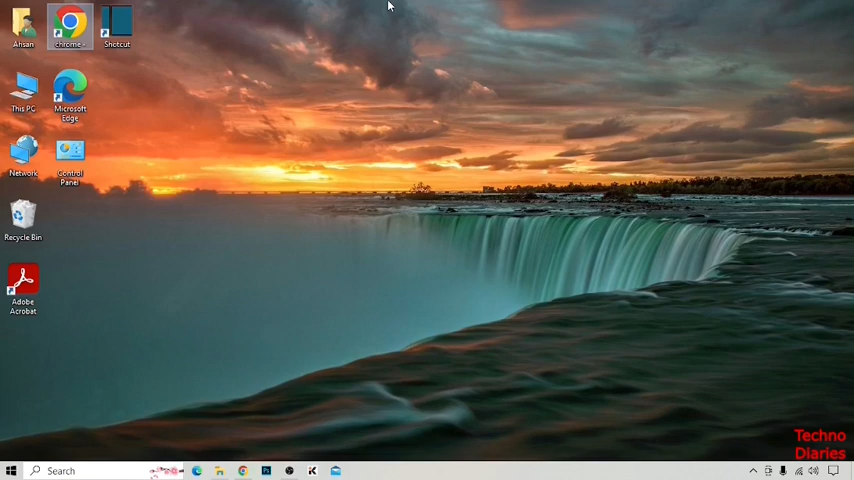 Ahsan
chrome -
Shotcut
This PC
Microsoft
Edge
Network
Control
Panel
Recycle Bin
Adobe
Acrobat
Techno
Diaries
Search